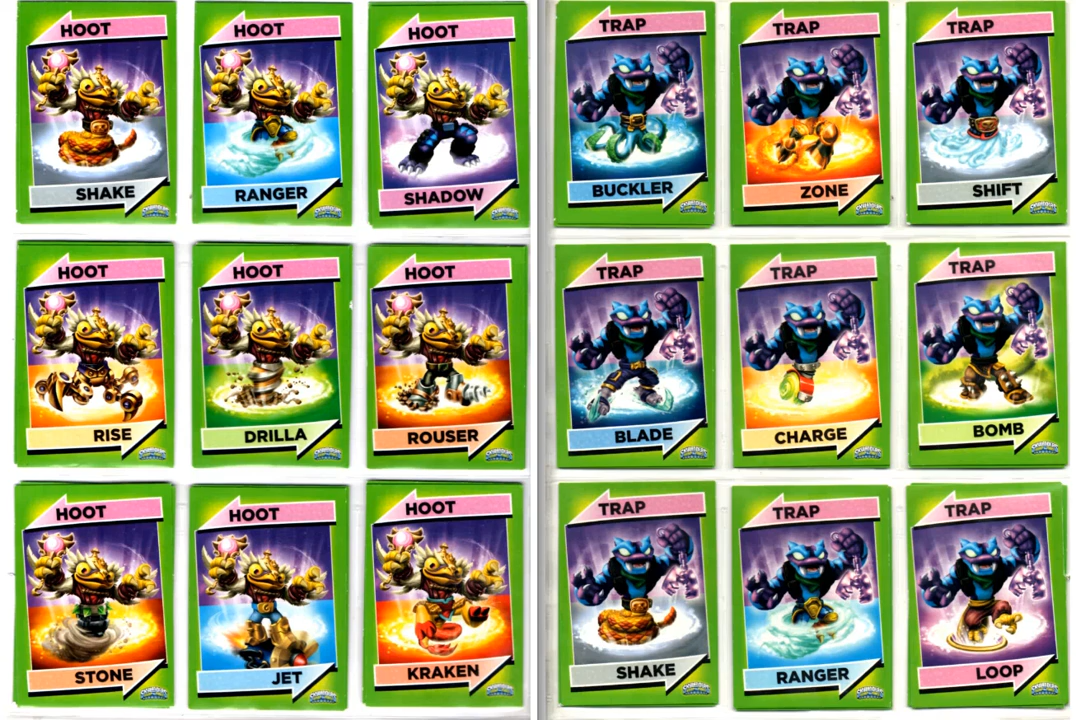 HOOT
SHAKE
HOOT
RANGER
HOOT
SHADOW
TRAP
BUCKLER
TRAP
ZONE
TRAP
SHIFT
HOOT
RISE
HOOT
DRILLA
HOOT
ROUSER
TRAP
BLADE
TRAP
CHARGE
TRAP
BOMB
HOOT
STONE
HOOT
JET
HOOT
KRAKEN
TRAP
SHAKE
TRAP
RANGER
TRAP
LOOP